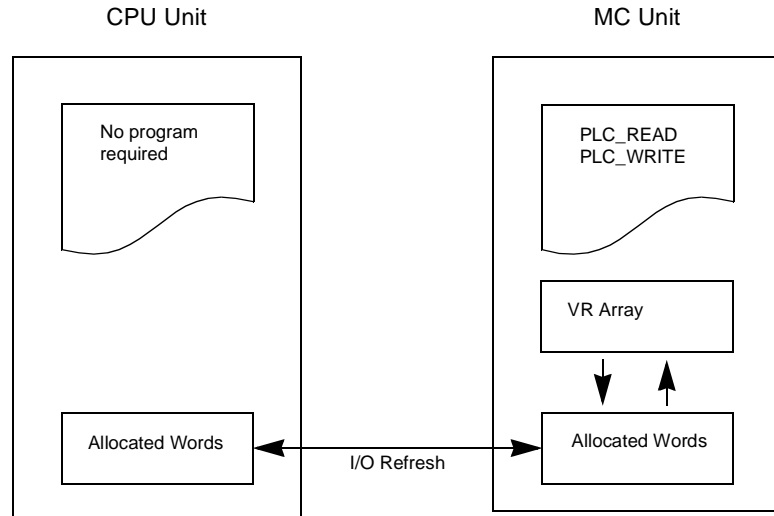 CPU Unit
MC Unit
No program
required
PLC_READ
PLC_WRITE
VR Array
Allocated Words
Allocated Words
I/O Refresh